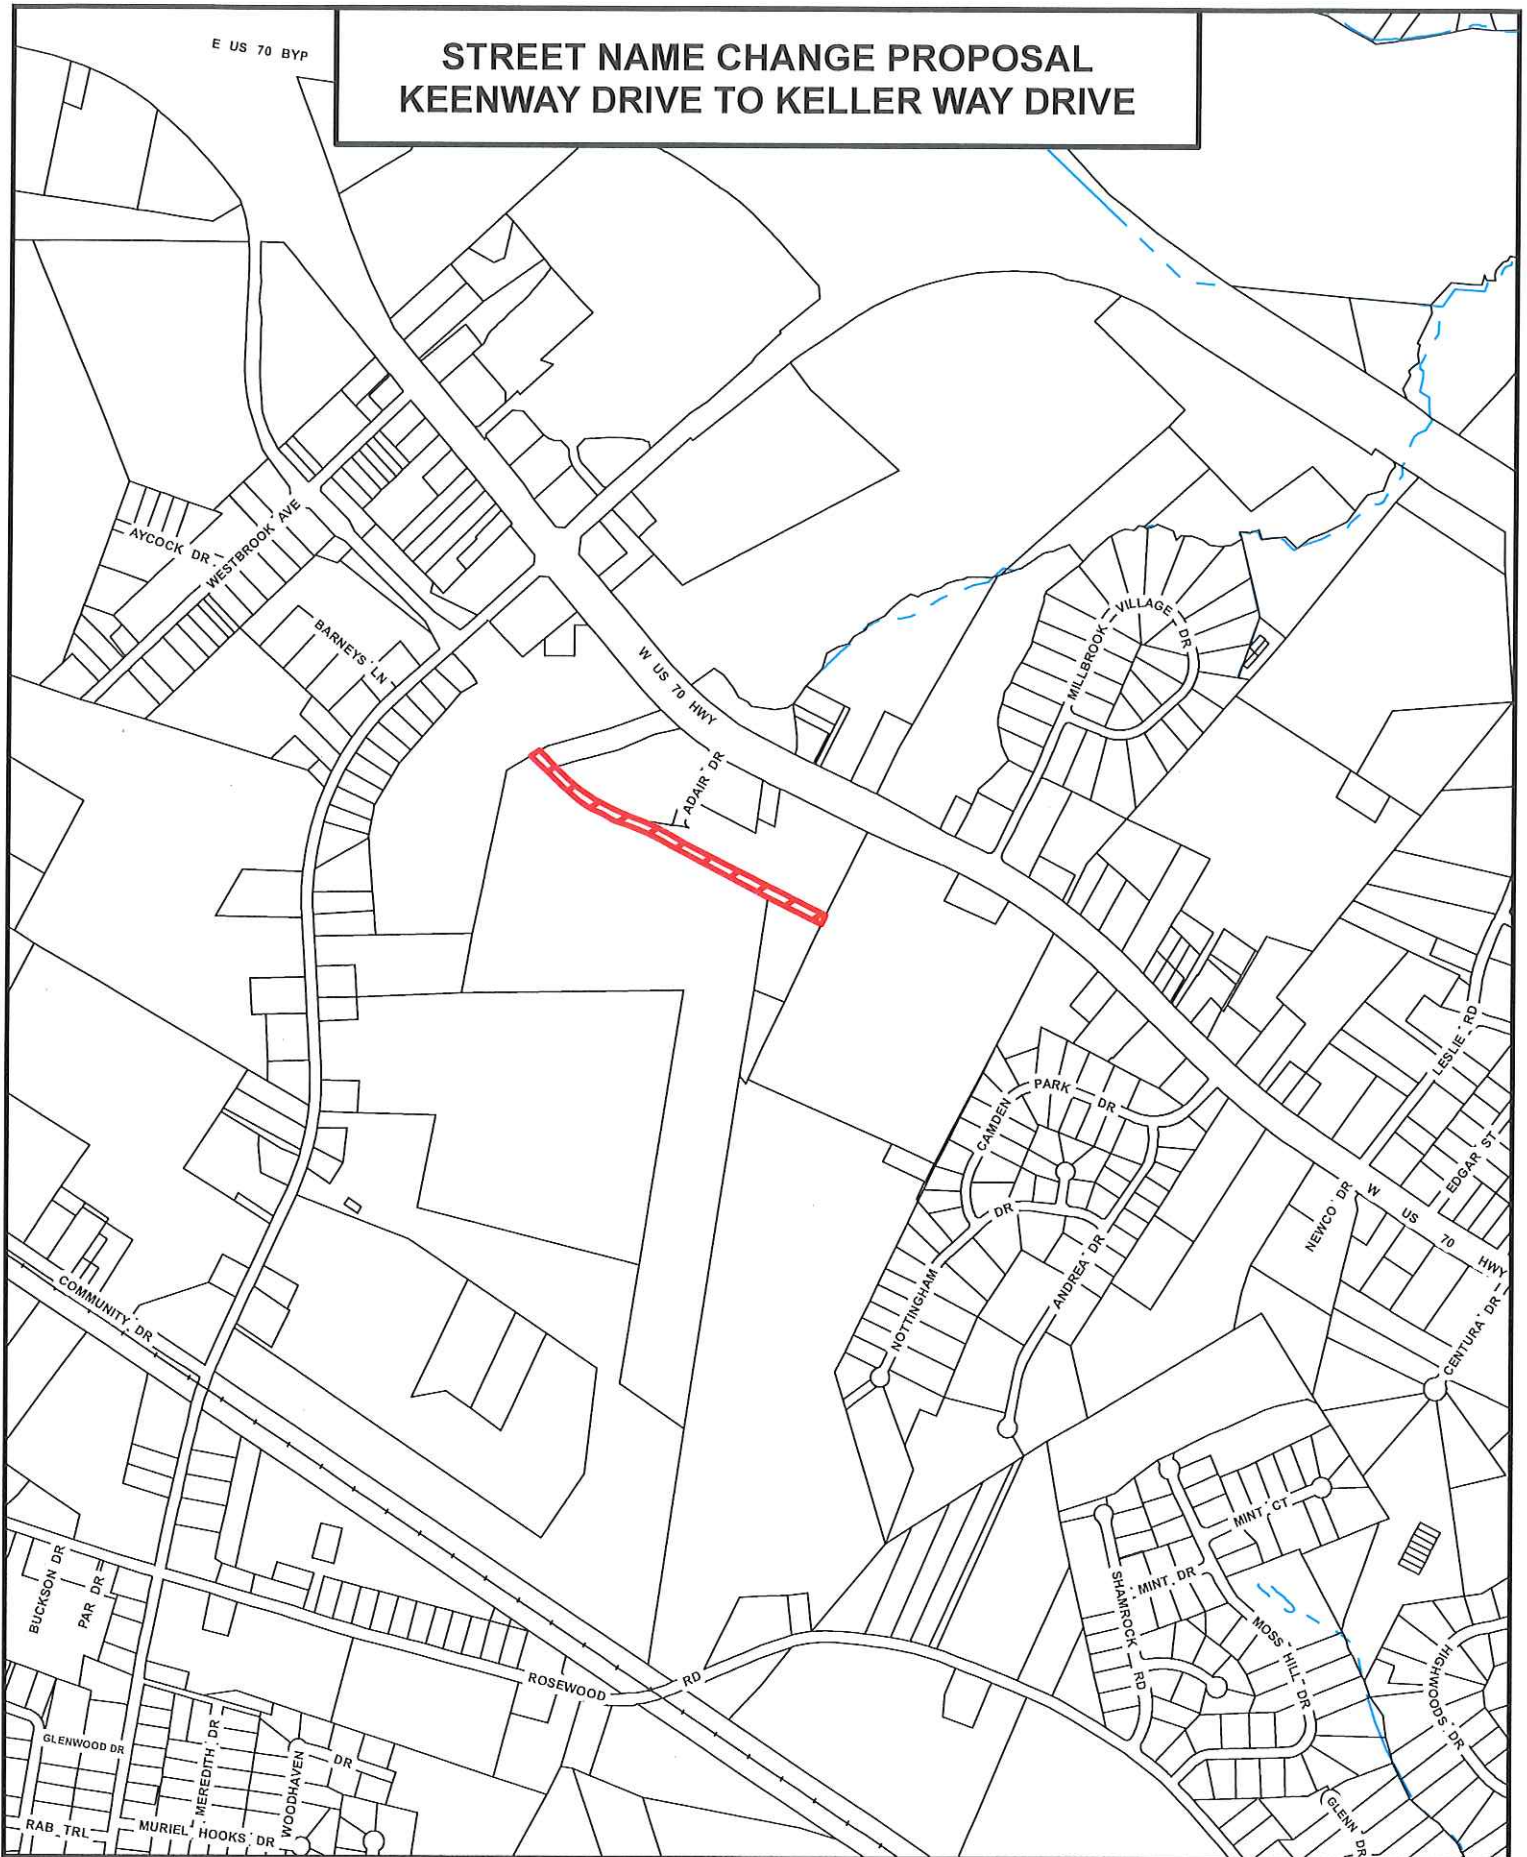 E US 70 BYP
STREET NAME CHANGE PROPOSAL
KEENWAY DRIVE TO KELLER WAY DRIVE
AYCOCK DR
WESTBROOK AVE
BARNEYS LN
W US 70 HWY
ADAIR DR
MILLBROOK VILLAGE DR
LESLIE RD
EDGAR ST
CAMDEN PARK DR
NEWCO DR
W US 70 HWY
NOTTINGHAM DR
ANDREA DR
CENTURA DR
COMMUNITY DR
MINT CT
MINT DR
SHAMROCK RD
MOSS HILL DR
HIGHWOODS DR
BUCKSON DR
PAR DR
ROSEWOOD RD
GLENWOOD DR
MEREDITH DR
WOODHAVEN DR
RAB TRL
MURIEL HOOKS DR
GLENN DR